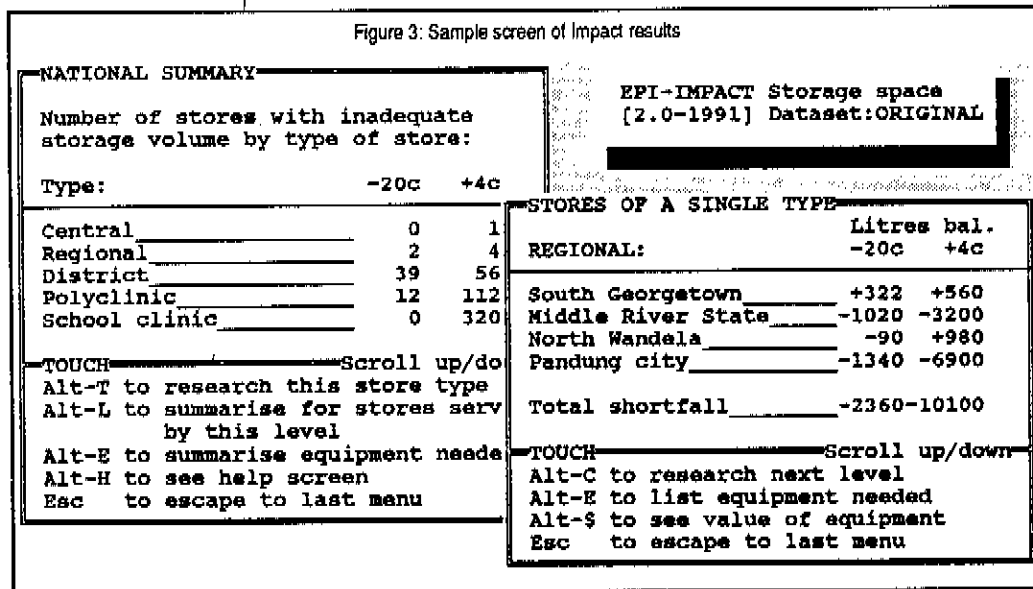 Figure 3: Sample screen of Impact results
NATIONAL SUMMARY
Number of stores with inadequate
storage volume by type of store:
Type: -20c +4c
Central 0 1
Regional 2 4
District 39 56
Polyclinic 12 112
School clinic 0 320
TOUCH Scroll up/do
Alt-T to research this store type
Alt-L to summarise for stores serv
by this level
Alt-E to summarise equipment neede
Alt-H to see help screen
Esc to escape to last menu
EPI-IMPACT Storage space
[2.0-1991] Dataset:ORIGINAL
STORES OF A SINGLE TYPE
Litres bal.
REGIONAL: -20c +4c
South Georgetown +322 +560
Middle River State -1020 -3200
North Wandela -90 +980
Pandung city -1340 -6900
Total shortfall -2360-10100
TOUCH Scroll up/down
Alt-C to research next level
Alt-E to list equipment needed
Alt-$ to see value of equipment
Esc to escape to last menu